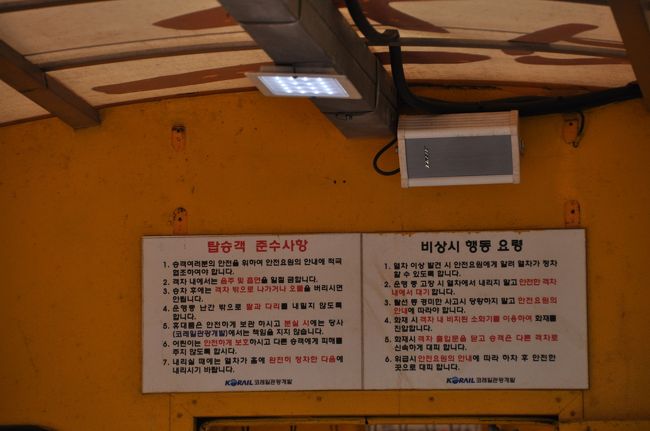 탑승객 준수사항
1. 승객여러분의 안전을 위하여 안전요원의 안내에 적극
협조하여야 합니다.
2. 객차 내에서는 음주 및 흡연을 일절 금합니다.
3. 승차 후에는 객차 밖으로 나가거나 오물을 버리시면
안됩니다.
4. 운행중 난간 밖으로 팔과 다리를 내밀지 않도록
합니다.
5. 휴대품은 안전하게 보관 하시고 분실 시에는 당사
(코레일관광개발)에서는 책임을 지지 않습니다.
6. 어린이는 안전하게 보호하시고 다른 승객에게 피해를
주지 않도록 합시다.
7. 내리실 때에는 열차가 홈에 완전히 정차한 다음에
내리시기 바랍니다.
KORAIL 코레일관광개발
비상시 행동 요령
1. 열차 이상 발견 시 안전요원에게 알려 열차가 정차
할 수 있도록 합니다.
2. 운행중 고장 시 열차에서 내리지 말고 안전한 객차
내에서 대기합니다.
3. 탈선 등 경미한 사고시 당황하지 말고 안전요원의
안내에 따라야 합니다.
4. 화재 시 객차 내 비치된 소화기를 이용하여 화재를
진압합니다.
5. 화재시 객차 출입문을 닫고 승객은 다른 객차로
신속하게 대피 합니다.
6. 위급시 안전요원의 안내에 따라 하차 후 안전한
곳으로 대피 합니다.
KORAIL 코레일관광개발